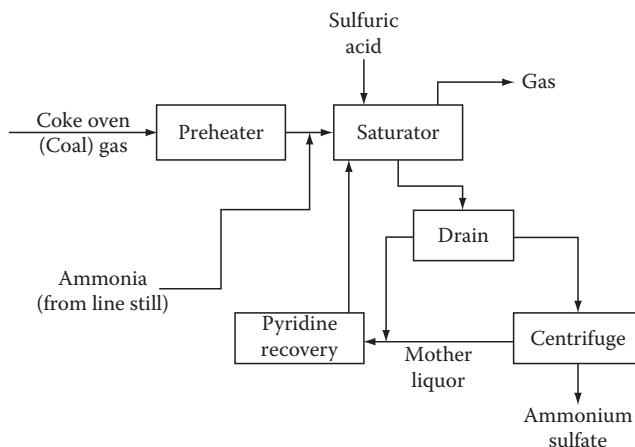 Sulfuric
acid
Gas
Coke oven
(Coal) gas
Preheater
Saturator
Drain
Ammonia
(from line still)
Pyridine
recovery
Mother
liquor
Centrifuge
Ammonium
sulfate